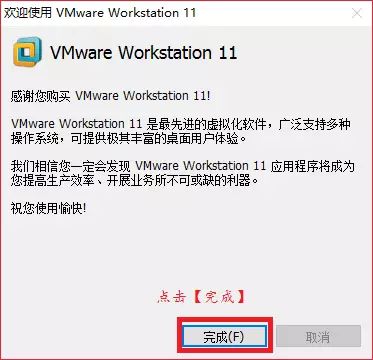 欢迎使用 VMware Workstation 11
VMware Workstation 11
感谢您购买 VMware Workstation 11!
VMware Workstation 11 是最先进的虚拟化软件，广泛支持多种
操作系统，可提供极其丰富的桌面用户体验。
我们相信您一定会发现 VMware Workstation 11 应用程序将成为
您提高生产效率、开展业务所不可或缺的利器。
祝您使用愉快!
点击【完成】
完成(F)
取消